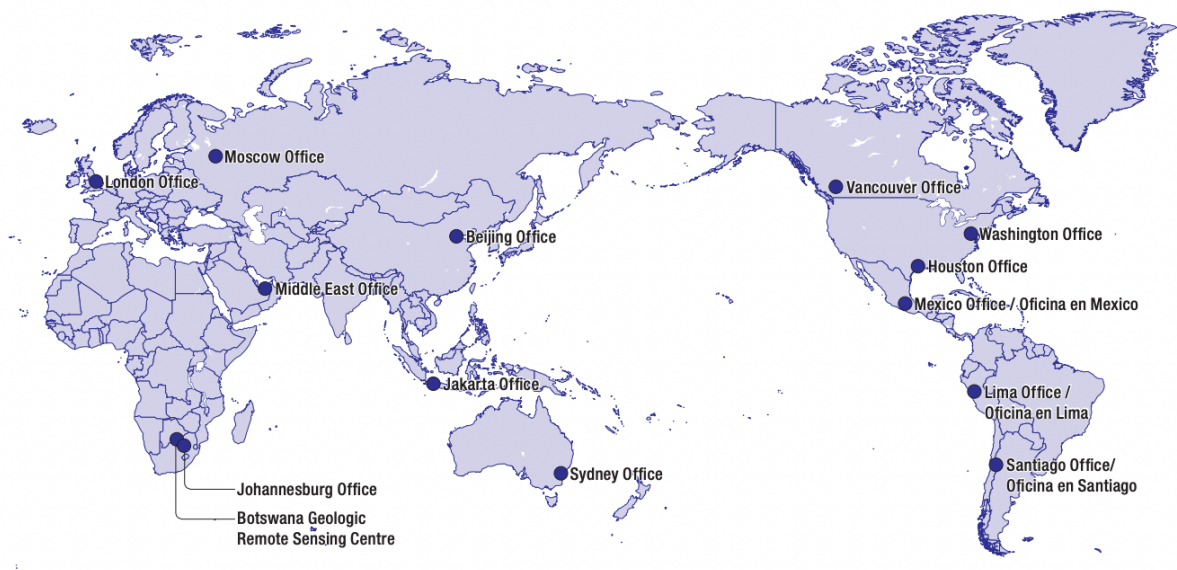 Moscow Office
London Office
Vancouver Office
Washington Office
Beijing Office
Houston Office
Middle East Office
Mexico Office / Oficina en Mexico
Jakarta Office
Lima Office /
Oficina en Lima
Santiago Office/
Oficina en Santiago
Sydney Office
Johannesburg Office
Botswana Geologic
Remote Sensing Centre